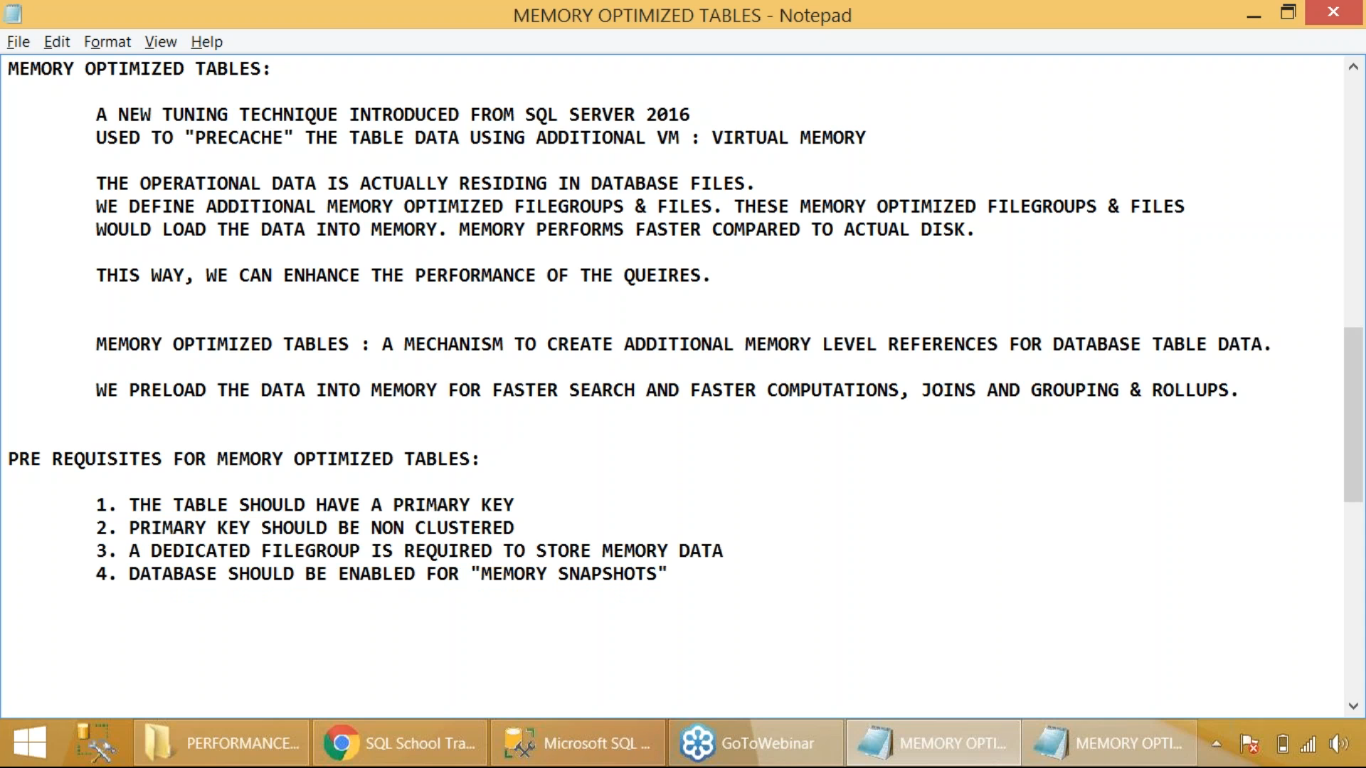 MEMORY OPTIMIZED TABLES - Notepad
File Edit Format View Help
MEMORY OPTIMIZED TABLES:
A NEW TUNING TECHNIQUE INTRODUCED FROM SQL SERVER 2016
USED TO "PRECACHE" THE TABLE DATA USING ADDITIONAL VM : VIRTUAL MEMORY
THE OPERATIONAL DATA IS ACTUALLY RESIDING IN DATABASE FILES.
WE DEFINE ADDITIONAL MEMORY OPTIMIZED FILEGROUPS & FILES. THESE MEMORY OPTIMIZED FILEGROUPS & FILES
WOULD LOAD THE DATA INTO MEMORY. MEMORY PERFORMS FASTER COMPARED TO ACTUAL DISK.
THIS WAY, WE CAN ENHANCE THE PERFORMANCE OF THE QUEIRES.
MEMORY OPTIMIZED TABLES : A MECHANISM TO CREATE ADDITIONAL MEMORY LEVEL REFERENCES FOR DATABASE TABLE DATA.
WE PRELOAD THE DATA INTO MEMORY FOR FASTER SEARCH AND FASTER COMPUTATIONS, JOINS AND GROUPING & ROLLUPS.
PRE REQUISITES FOR MEMORY OPTIMIZED TABLES:
1. THE TABLE SHOULD HAVE A PRIMARY KEY
2. PRIMARY KEY SHOULD BE NON CLUSTERED
3. A DEDICATED FILEGROUP IS REQUIRED TO STORE MEMORY DATA
4. DATABASE SHOULD BE ENABLED FOR "MEMORY SNAPSHOTS"
PERFORMANCE... SQL School Tra... Microsoft SQL ... GoToWebinar MEMORY OPTI... MEMORY OPTI...